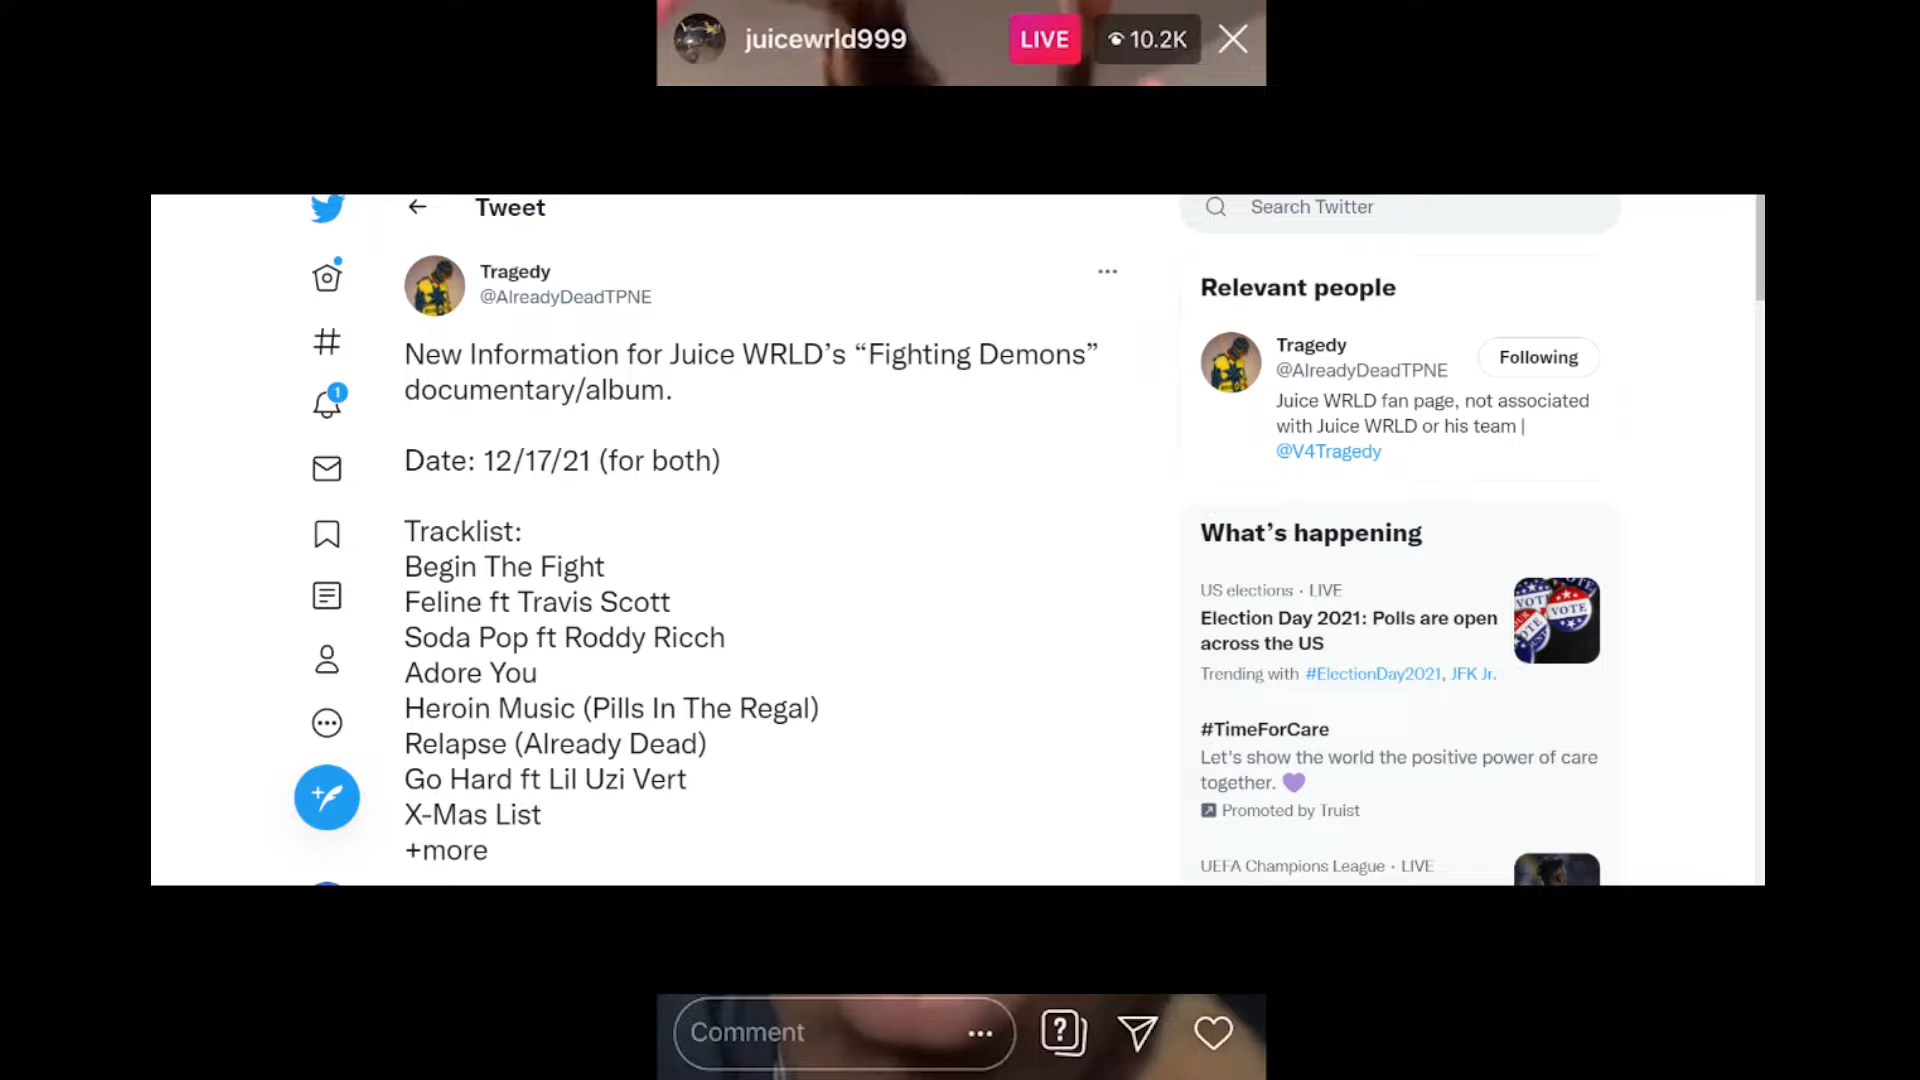 juicewrld999
LIVE
10.2K
Tweet
Search Twitter
Tragedy
@AlreadyDeadTPNE
New Information for Juice WRLD's “Fighting Demons”
documentary/album.
Date: 12/17/21 (for both)
Tracklist:
Begin The Fight
Feline ft Travis Scott
Soda Pop ft Roddy Ricch
Adore You
Heroin Music (Pills In The Regal)
Relapse (Already Dead)
Go Hard ft Lil Uzi Vert
X-Mas List
+more
1
Relevant people
Tragedy
@AlreadyDeadTPNE
Following
Juice WRLD fan page, not associated
with Juice WRLD or his team |
@V4Tragedy
What's happening
US elections · LIVE
Election Day 2021: Polls are open
across the US
Trending with #ElectionDay2021, JFK Jr.
VOTE
VOTE
#TimeForCare
Let's show the world the positive power of care
together. 💜
Promoted by Truist
UEFA Champions League · LIVE
Comment